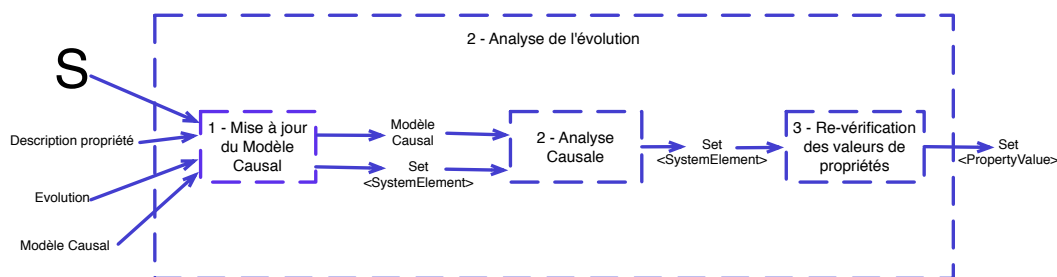 2 - Analyse de l'évolution
S
Description propriété
Evolution
Modèle Causal
1 - Mise à jour
du Modèle
Causal
Modèle
Causal
Set
<SystemElement>
2 - Analyse
Causale
Set
<SystemElement>
3 - Re-vérification
des valeurs de
propriétés
Set
<PropertyValue>